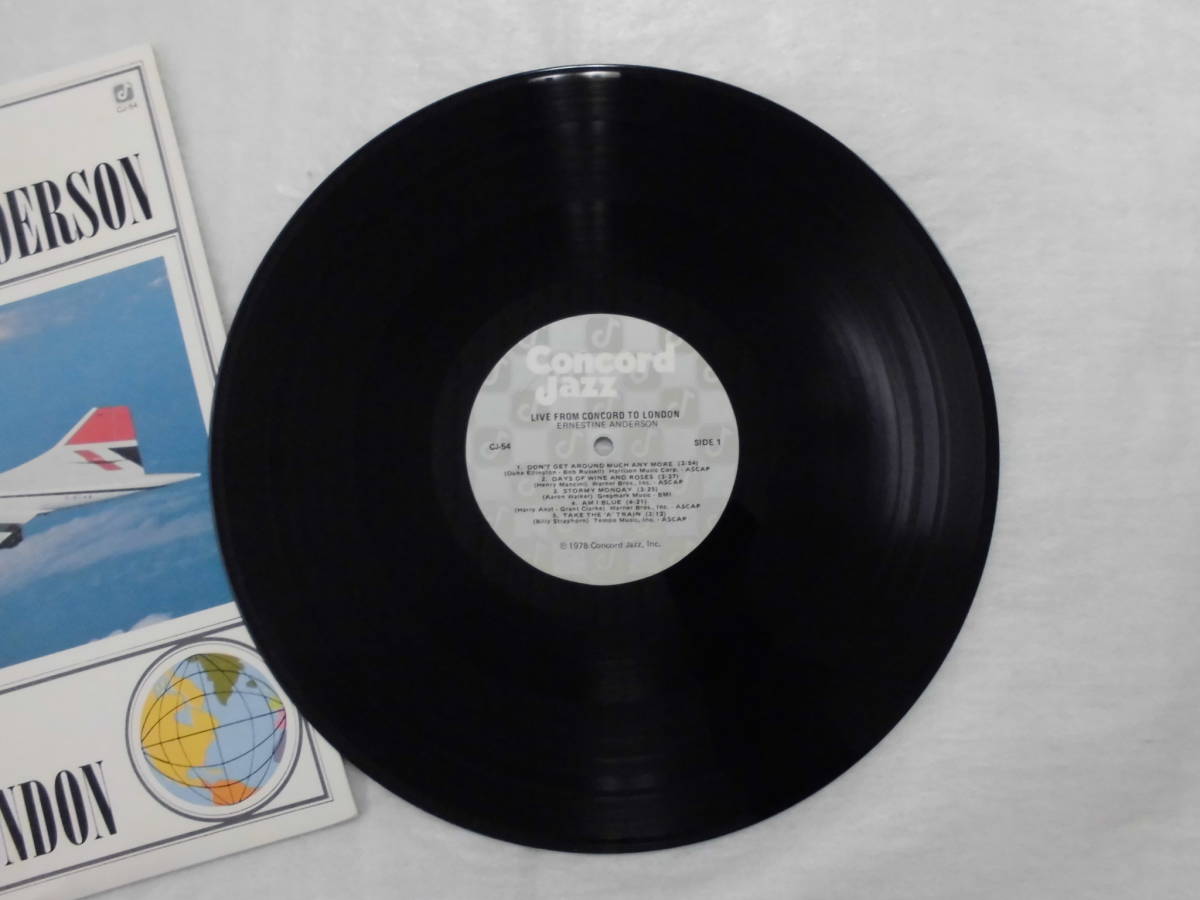 CJ-54
DERSON
NDON
Concord
Jazz
LIVE FROM CONCORD TO LONDON
ERNESTINE ANDERSON
CJ-54
SIDE 1
1. DON'T GET AROUND MUCH ANY MORE (3:54)
(Duke Ellington - Bob Russell) Harrison Music Corp. - ASCAP
2. DAYS OF WINE AND ROSES (3:37)
(Henry Mancini) Warner Bros., Inc. - ASCAP
3. STORMY MONDAY (3:25)
(Aaron Walker) Gregmark Music - BMI
4. AM I BLUE (4:21)
(Harry Akst - Grant Clarke) Warner Bros., Inc. - ASCAP
5. TAKE THE 'A' TRAIN (3:13)
(Billy Strayhorn) Tempo Music, Inc. - ASCAP
℗ 1978 Concord Jazz, Inc.